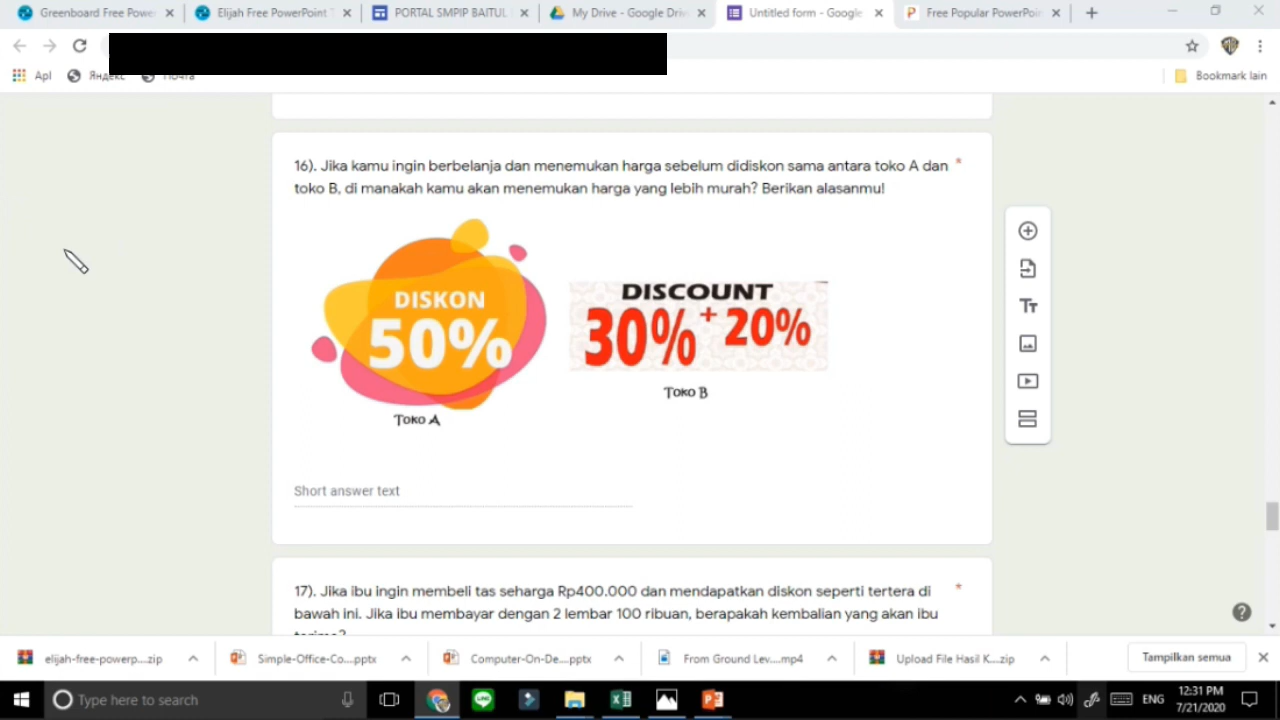 Greenboard Free Power
Elijah Free PowerPoint T
PORTAL SMPIP BAITUL
My Drive - Google Driv
Untitled form - Google
Free Popular PowerPoin
Apl
Яндекс
Почта
Bookmark lain
16). Jika kamu ingin berbelanja dan menemukan harga sebelum didiskon sama antara toko A dan *
toko B, di manakah kamu akan menemukan harga yang lebih murah? Berikan alasanmu!
DISKON
50%
Toko A
DISCOUNT
30% + 20%
Toko B
Short answer text
17). Jika ibu ingin membeli tas seharga Rp400.000 dan mendapatkan diskon seperti tertera di *
bawah ini. Jika ibu membayar dengan 2 lembar 100 ribuan, berapakah kembalian yang akan ibu
terima?
elijah-free-powerp....zip
Simple-Office-Co....pptx
Computer-On-De....pptx
From Ground Lev....mp4
Upload File Hasil K....zip
Tampilkan semua
Type here to search
ENG
12:31 PM
7/21/2020